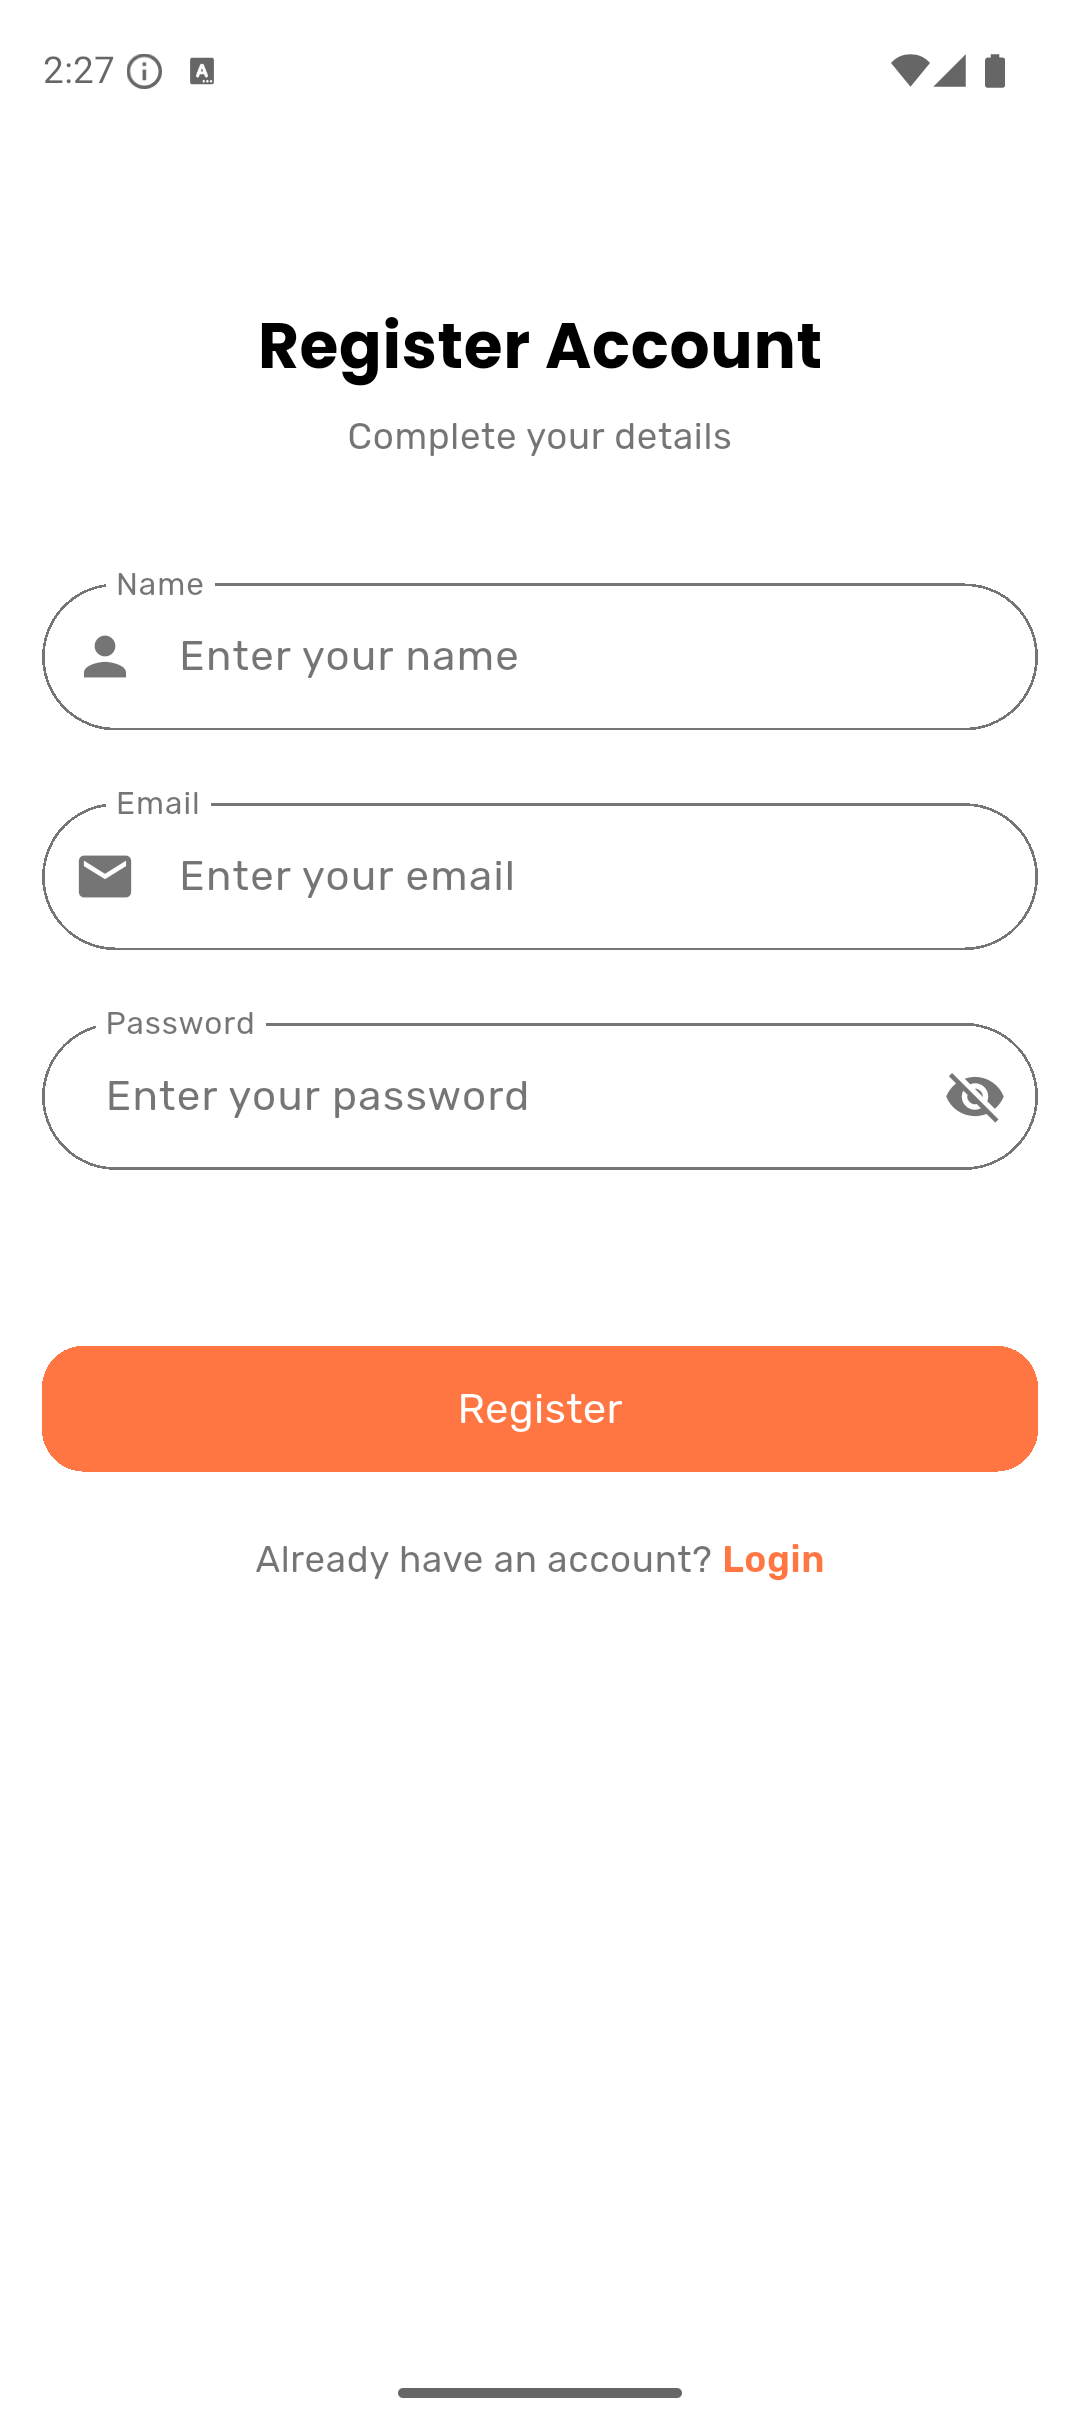 2:27
Register Account
Complete your details
Name
Enter your name
Email
Enter your email
Password
Enter your password
Register
Already have an account? Login